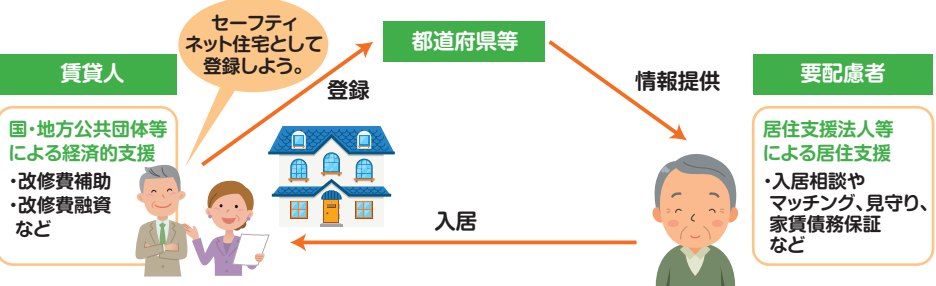 セーフティ
ネット住宅として
登録しよう。
都道府県等
賃貸人
要配慮者
登録
情報提供
国・地方公共団体等
による経済的支援
・改修費補助
・改修費融資
など
居住支援法人等
による居住支援
・入居相談や
マッチング、見守り、
家賃債務保証
など
入居